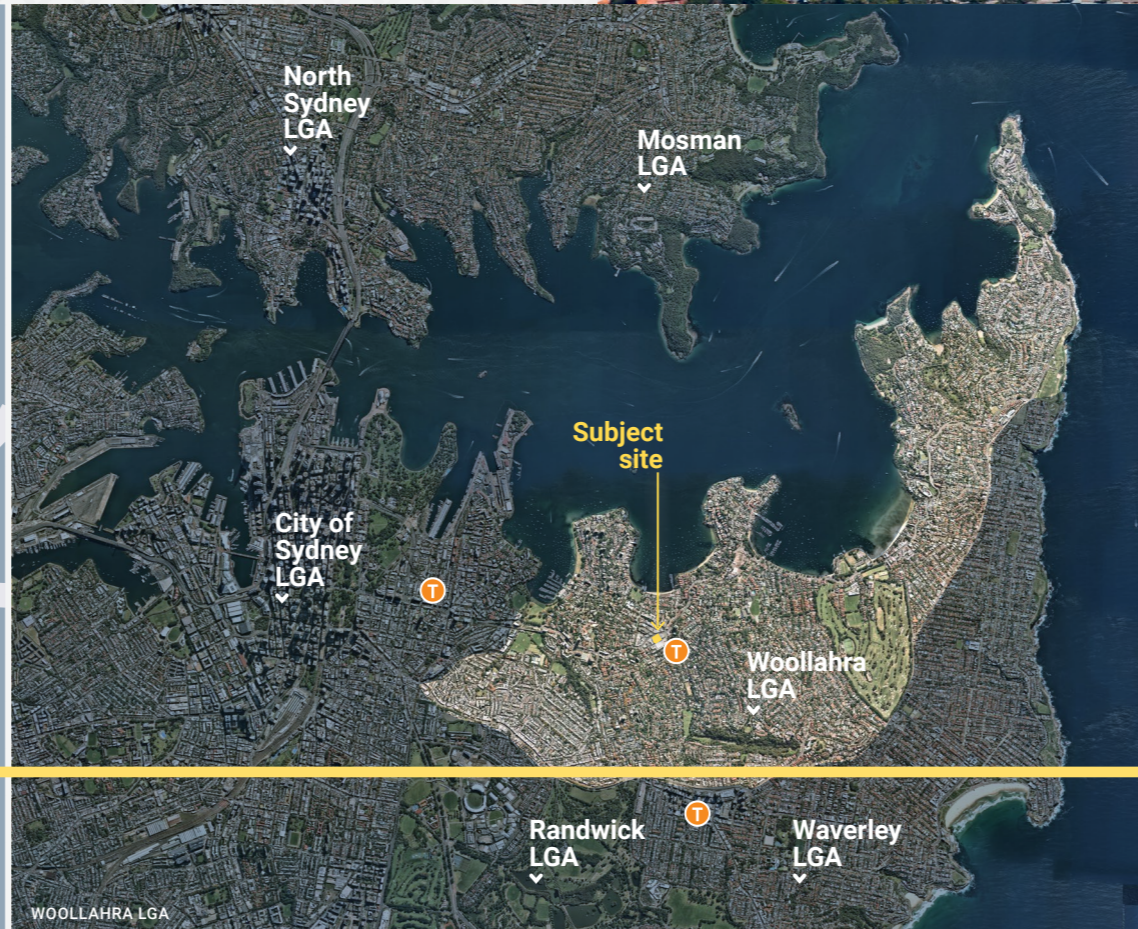 North
Sydney
LGA
Mosman
LGA
Subject
site
City of
Sydney
LGA
T
T
Woollahra
LGA
T
Randwick
LGA
Waverley
LGA
WOOLLAHRA LGA